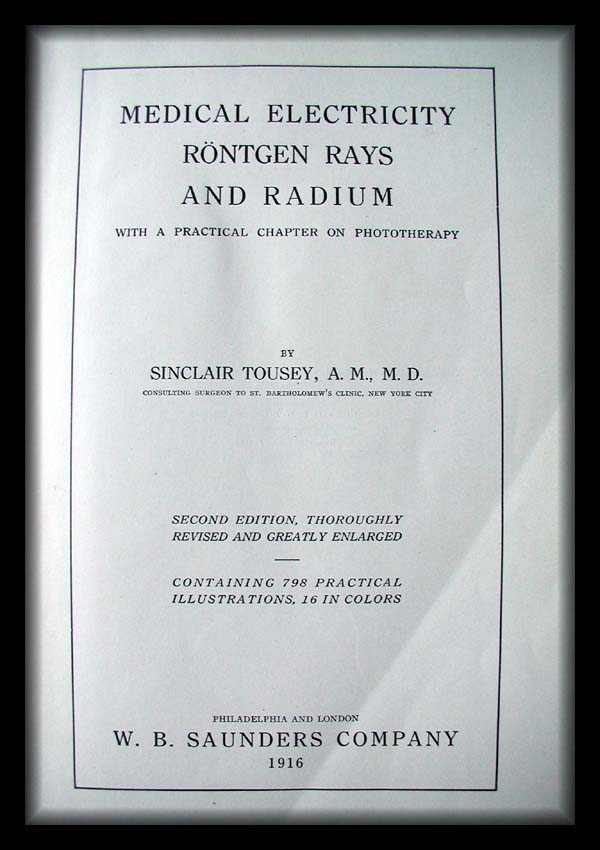 MEDICAL ELECTRICITY
RÖNTGEN RAYS
AND RADIUM
WITH A PRACTICAL CHAPTER ON PHOTOTHERAPY
BY
SINCLAIR TOUSEY, A. M., M. D.
CONSULTING SURGEON TO ST. BARTHOLOMEW'S CLINIC, NEW YORK CITY
SECOND EDITION, THOROUGHLY
REVISED AND GREATLY ENLARGED
CONTAINING 798 PRACTICAL
ILLUSTRATIONS, 16 IN COLORS
PHILADELPHIA AND LONDON
W. B. SAUNDERS COMPANY
1916